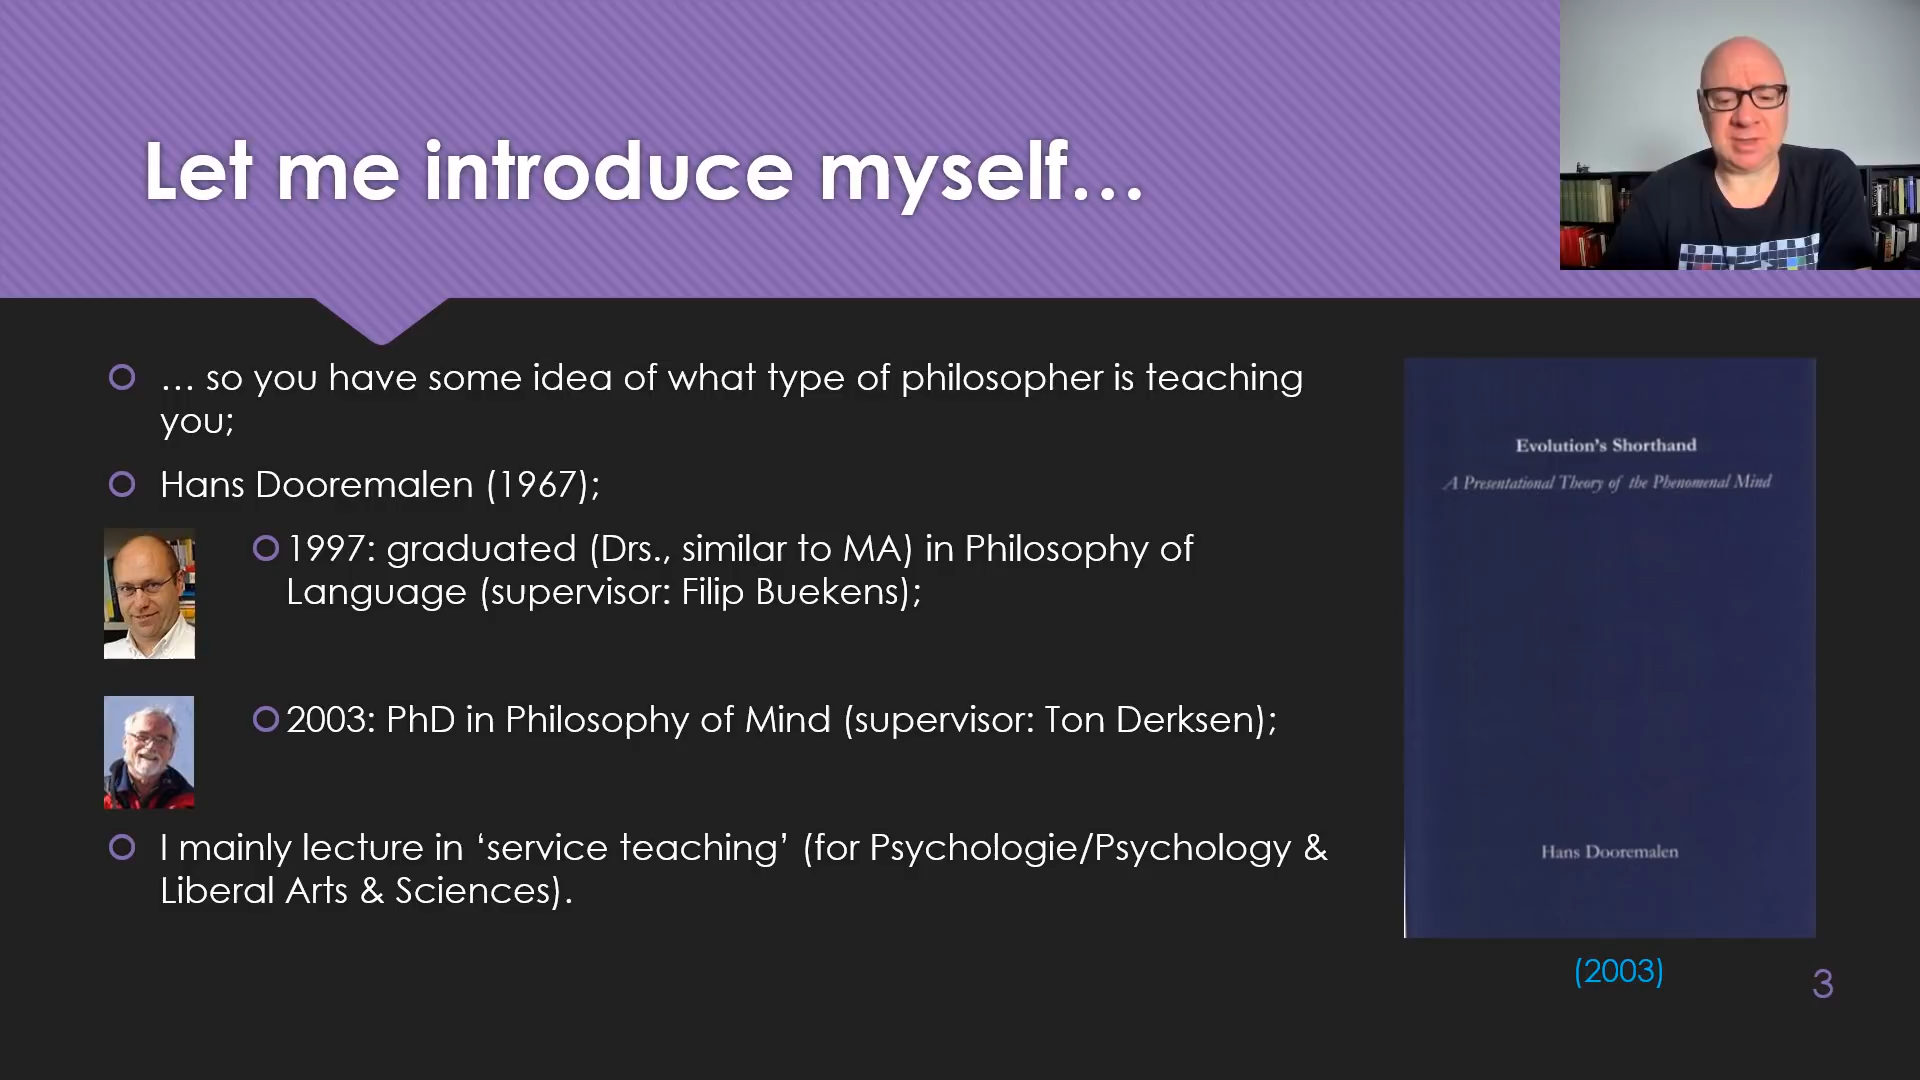 Let me introduce myself…
… so you have some idea of what type of philosopher is teaching
you;
Hans Dooremalen (1967);
1997: graduated (Drs., similar to MA) in Philosophy of
Language (supervisor: Filip Buekens);
2003: PhD in Philosophy of Mind (supervisor: Ton Derksen);
I mainly lecture in ‘service teaching’ (for Psychologie/Psychology &
Liberal Arts & Sciences).
Evolution’s Shorthand
A Presentational Theory of the Phenomenal Mind
Hans Dooremalen
(2003)
3